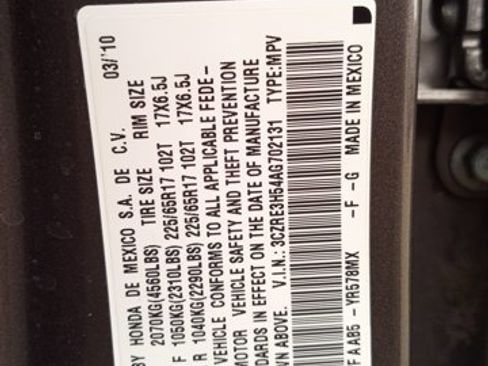 BY HONDA DE MEXICO S.A. DE C.V. 03/'10
TIRE SIZE RIM SIZE
2070KG(4560LBS)
F 1050KG(2310LBS) 225/65R17 102T 17X6.5J
R 1040KG(2290LBS) 225/65R17 102T 17X6.5J
VEHICLE CONFORMS TO ALL APPLICABLE FEDE-
MOTOR VEHICLE SAFETY AND THEFT PREVENTION
DARDS IN EFFECT ON THE DATE OF MANUFACTURE
WN ABOVE. V.I.N.: 3CZRE3H54AG702131 TYPE:MPV
FAAB5 -YR578MX -F -G MADE IN MEXICO